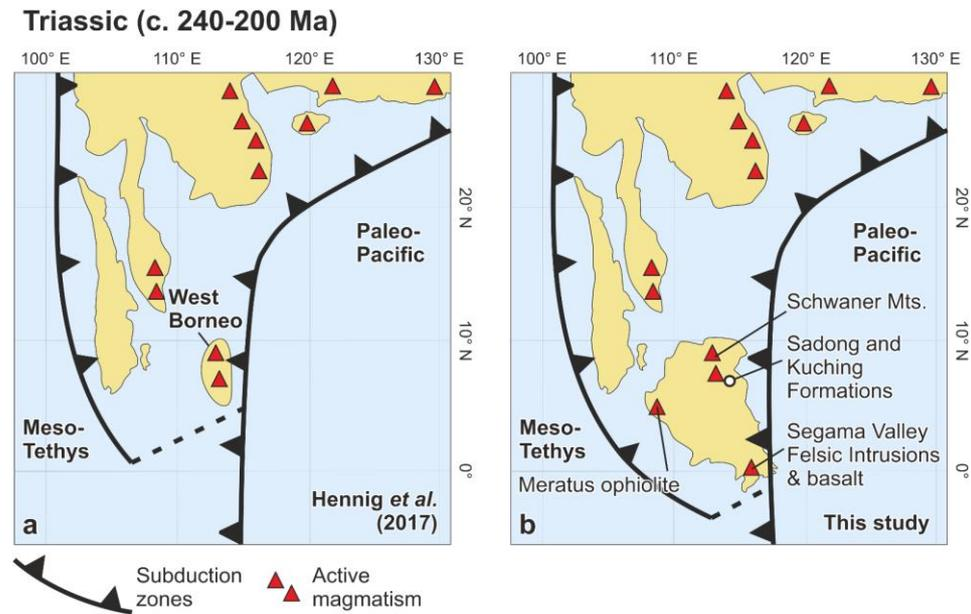 Triassic (c. 240-200 Ma)
100° E 110° E 120° E 130° E
20° N
10° N
0°
Paleo-
Pacific
West
Borneo
Meso-
Tethys
Hennig et al.
(2017)
a
100° E 110° E 120° E 130° E
20° N
10° N
0°
Paleo-
Pacific
Schwaner Mts.
Sadong and
Kuching
Formations
Meso-
Tethys
Segama Valley
Felsic Intrusions
& basalt
Meratus ophiolite
This study
b
Subduction
zones
Active
magmatism